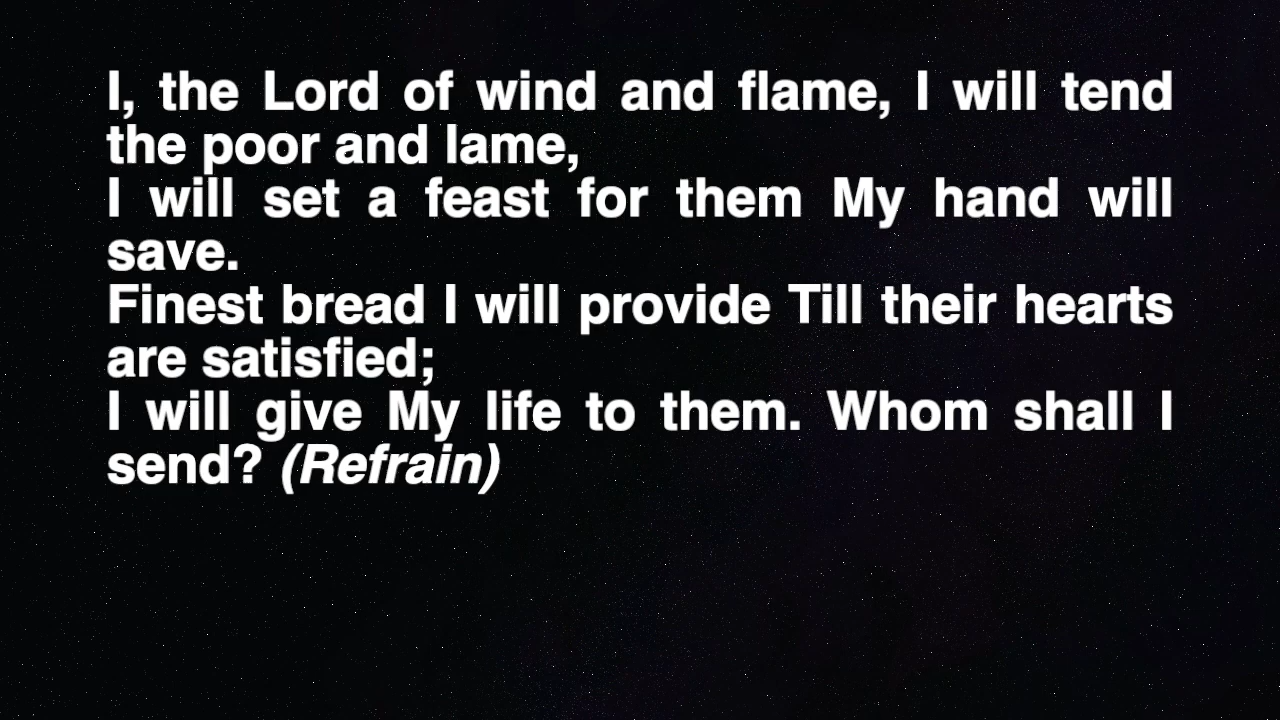 I, the Lord of wind and flame, I will tend
the poor and lame,
I will set a feast for them My hand will
save.
Finest bread I will provide Till their hearts
are satisfied;
I will give My life to them. Whom shall I
send? (Refrain)